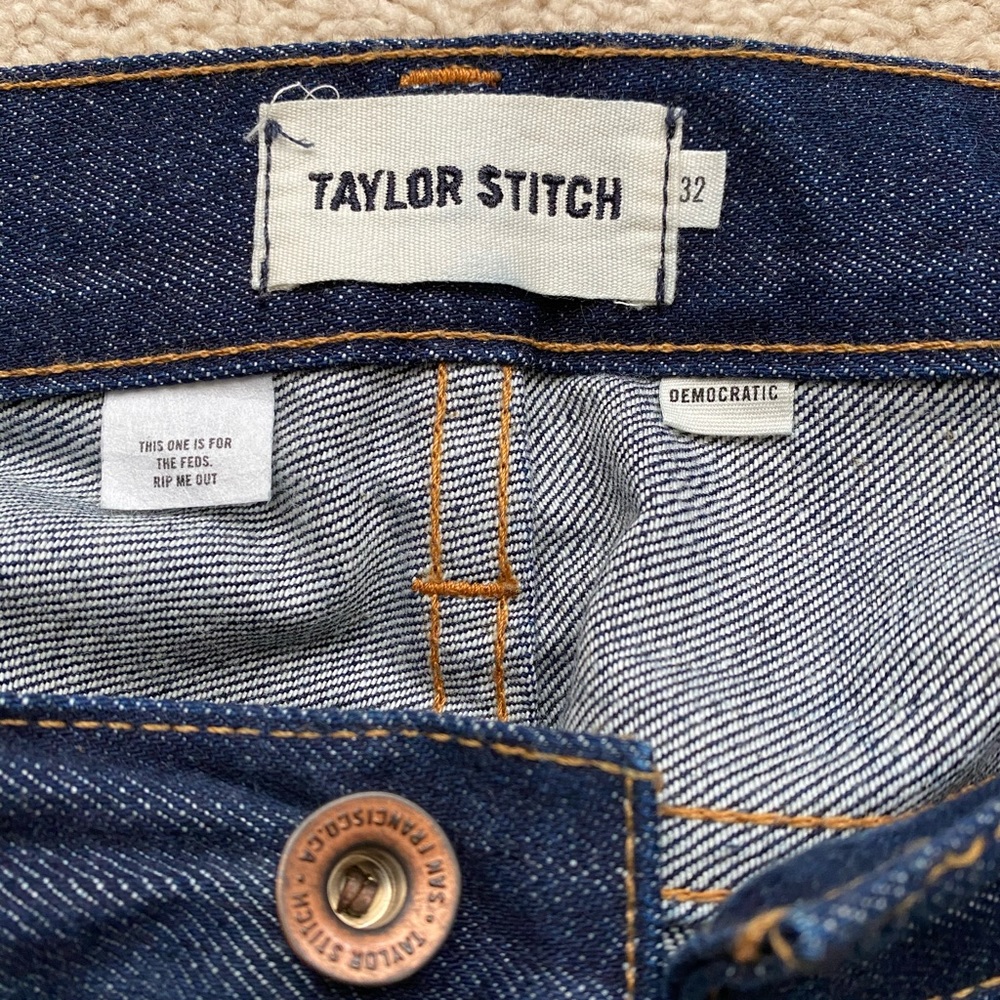 TAYLOR STITCH
32
DEMOCRATIC
THIS ONE IS FOR
THE FEDS.
RIP ME OUT
TAYLOR STITCH • SAN FRANCISCO, CA •